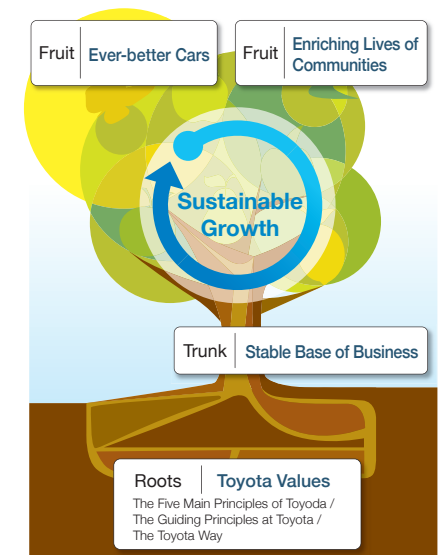 Fruit Ever-better Cars
Fruit Enriching Lives of
Communities
Sustainable
Growth
Trunk Stable Base of Business
Roots Toyota Values
The Five Main Principles of Toyoda /
The Guiding Principles at Toyota /
The Toyota Way